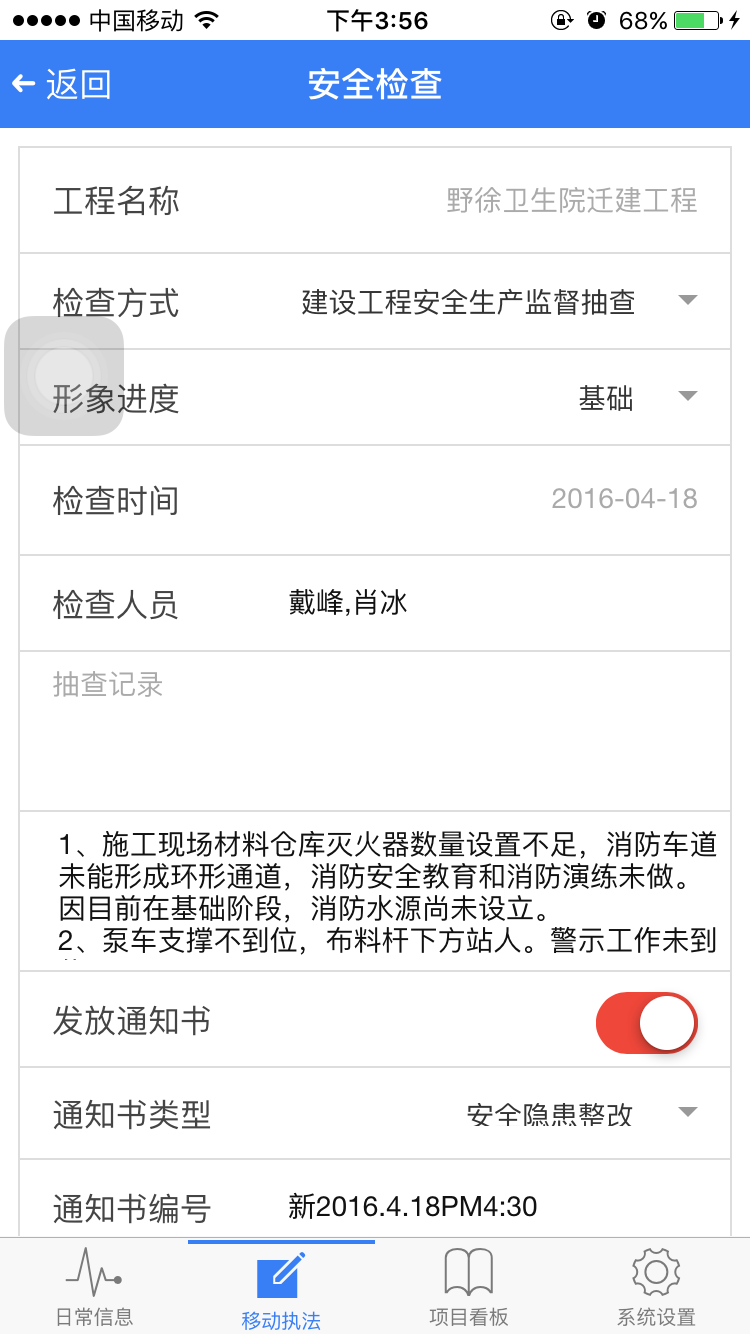 中国移动 下午3:56 68%
返回 安全检查
工程名称 野徐卫生院迁建工程
检查方式 建设工程安全生产监督抽查
形象进度 基础
检查时间 2016-04-18
检查人员 戴峰,肖冰
抽查记录
1、施工现场材料仓库灭火器数量设置不足，消防车道
未能形成环形通道，消防安全教育和消防演练未做。
因目前在基础阶段，消防水源尚未设立。
2、泵车支撑不到位，布料杆下方站人。警示工作未到
发放通知书
通知书类型 安全隐患整改
通知书编号 新2016.4.18PM4:30
日常信息 移动执法 项目看板 系统设置